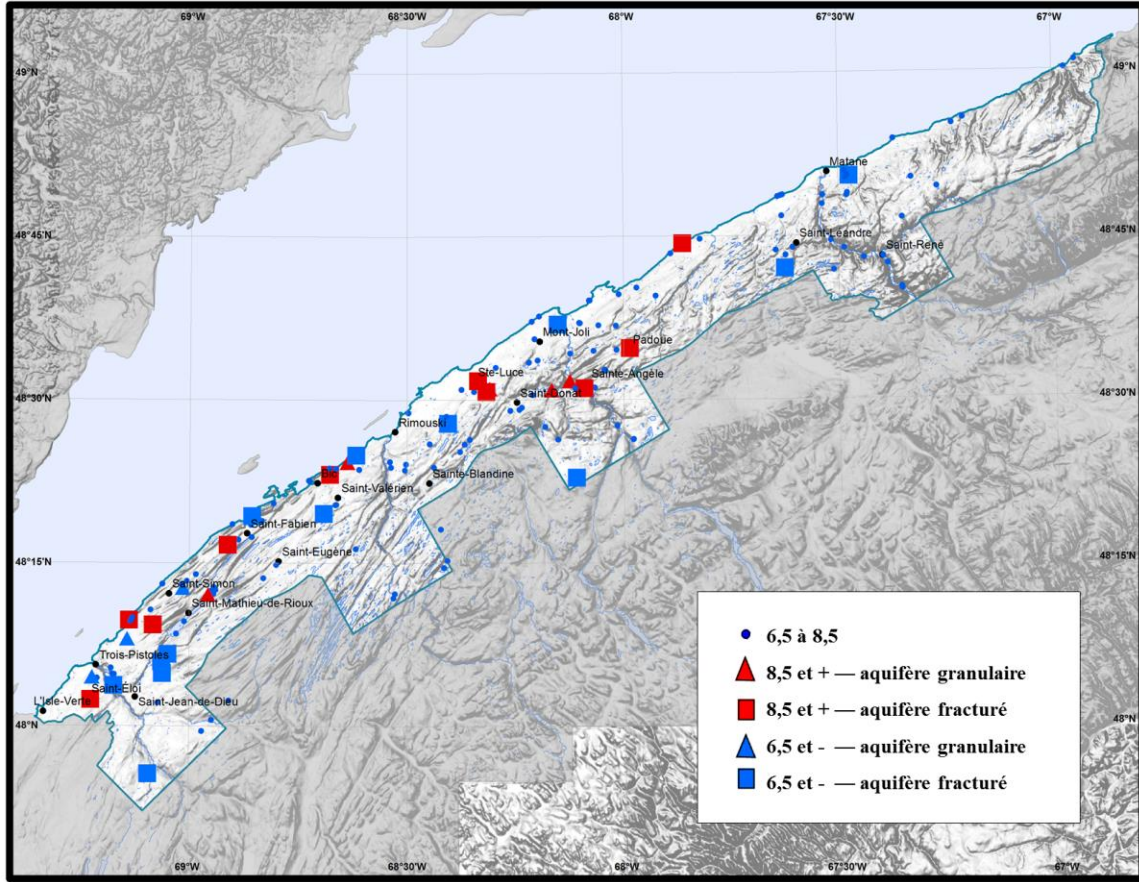 69°W
68°30'W
68°W
67°30'W
67°W
49°N
49°N
Matane
48°45'N
Saint-Léandre
Saint-René
48°45'N
Mont-Joli
Padoue
Ste-Luce
Sainte-Angèle
48°30'N
Saint-Donat
48°30'N
Rimouski
Bic
Sainte-Blandine
Saint-Valérien
Saint-Fabien
48°15'N
Saint-Eugène
48°15'N
Saint-Simon
Saint-Mathieu-de-Rioux
Trois-Pistoles
Saint-Éloi
L'Isle-Verte
Saint-Jean-de-Dieu
48°N
48°N
6,5 à 8,5
8,5 et + — aquifère granulaire
8,5 et + — aquifère fracturé
6,5 et - — aquifère granulaire
6,5 et - — aquifère fracturé
69°W
68°30'W
68°W
67°30'W
67°W